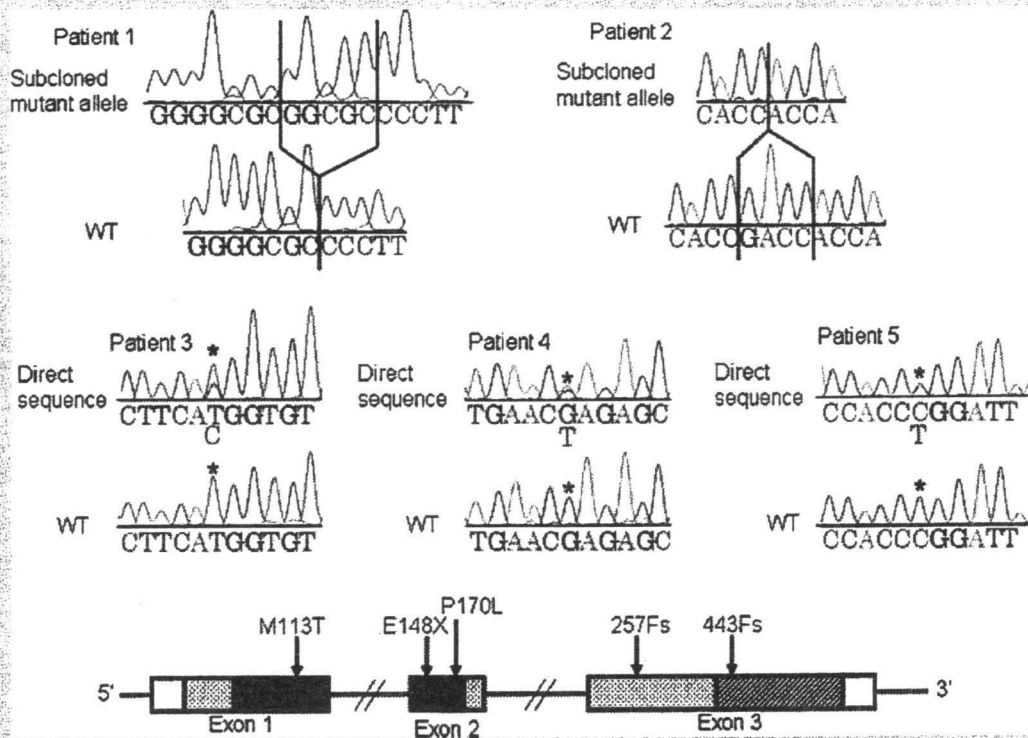 Patient 1
Subcloned
mutant allele
GGGGCGCGGCGCCCCTT
WT
GGGGCGCCCCTT
Patient 2
Subcloned
mutant allele
CACCACCA
WT
CACCGACCACCA
Patient 3
*
Direct
sequence
CTTCATGGTGT
C
*
WT
CTTCATGGTGT
Patient 4
*
Direct
sequence
TGAACGAGAGC
T
*
WT
TGAACGAGAGC
Patient 5
*
Direct
sequence
CCACCCGGATT
T
*
WT
CCACCCGGATT
M113T
E148X
P170L
257Fs
443Fs
5'
3'
Exon 1
Exon 2
Exon 3